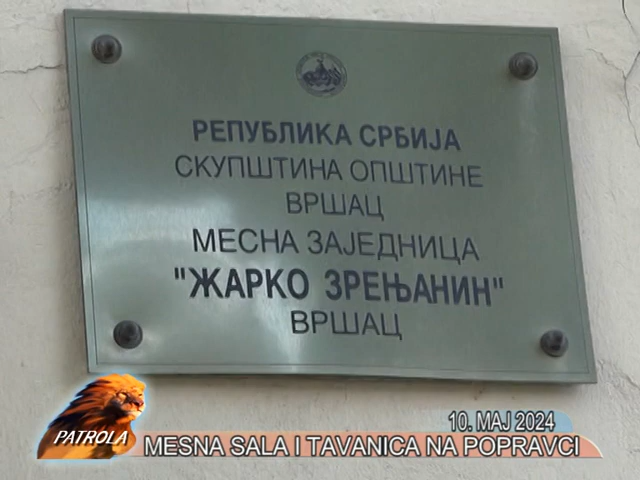 РЕПУБЛИКА СРБИЈА
СКУПШТИНА ОПШТИНЕ
ВРШАЦ
МЕСНА ЗАЈЕДНИЦА
"ЖАРКО ЗРЕЊАНИН"
ВРШАЦ
10. MAJ 2024
PATROLA
MESNA SALA I TAVANICA NA POPRAVCI